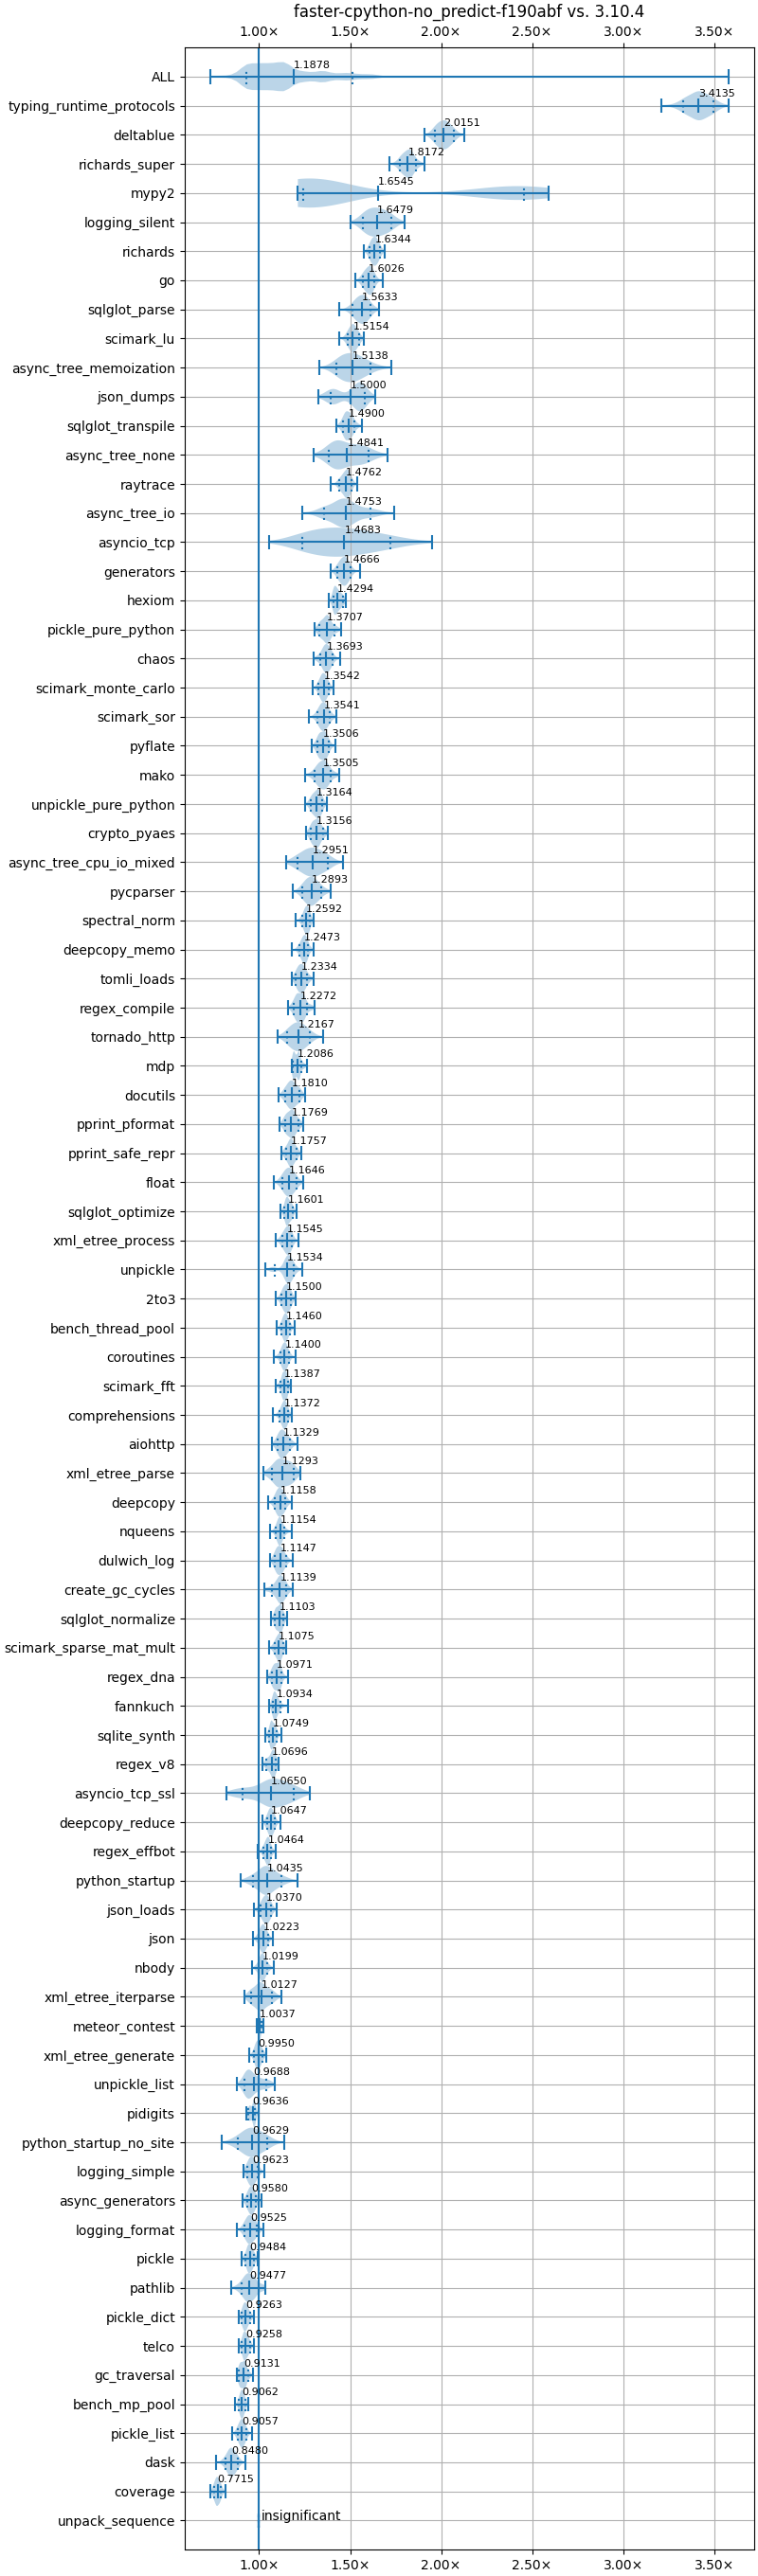 faster-cpython-no_predict-f190abf vs. 3.10.4
1.00× 1.50× 2.00× 2.50× 3.00× 3.50×
ALL 1.1878
typing_runtime_protocols 3.4135
deltablue 2.0151
richards_super 1.8172
mypy2 1.6545
logging_silent 1.6479
richards 1.6344
go 1.6026
sqlglot_parse 1.5633
scimark_lu 1.5154
async_tree_memoization 1.5138
json_dumps 1.5000
sqlglot_transpile 1.4900
async_tree_none 1.4841
raytrace 1.4762
async_tree_io 1.4753
asyncio_tcp 1.4683
generators 1.4666
hexiom 1.4294
pickle_pure_python 1.3707
chaos 1.3693
scimark_monte_carlo 1.3542
scimark_sor 1.3541
pyflate 1.3506
mako 1.3505
unpickle_pure_python 1.3164
crypto_pyaes 1.3156
async_tree_cpu_io_mixed 1.2951
pycparser 1.2893
spectral_norm 1.2592
deepcopy_memo 1.2473
tomli_loads 1.2334
regex_compile 1.2272
tornado_http 1.2167
mdp 1.2086
docutils 1.1810
pprint_pformat 1.1769
pprint_safe_repr 1.1757
float 1.1646
sqlglot_optimize 1.1601
xml_etree_process 1.1545
unpickle 1.1534
2to3 1.1500
bench_thread_pool 1.1460
coroutines 1.1400
scimark_fft 1.1387
comprehensions 1.1372
aiohttp 1.1329
xml_etree_parse 1.1293
deepcopy 1.1158
nqueens 1.1154
dulwich_log 1.1147
create_gc_cycles 1.1139
sqlglot_normalize 1.1103
scimark_sparse_mat_mult 1.1075
regex_dna 1.0971
fannkuch 1.0934
sqlite_synth 1.0749
regex_v8 1.0696
asyncio_tcp_ssl 1.0650
deepcopy_reduce 1.0647
regex_effbot 1.0464
python_startup 1.0435
json_loads 1.0370
json 1.0223
nbody 1.0199
xml_etree_iterparse 1.0127
meteor_contest 1.0037
xml_etree_generate 0.9950
unpickle_list 0.9688
pidigits 0.9636
python_startup_no_site 0.9629
logging_simple 0.9623
async_generators 0.9580
logging_format 0.9525
pickle 0.9484
pathlib 0.9477
pickle_dict 0.9263
telco 0.9258
gc_traversal 0.9131
bench_mp_pool 0.9062
pickle_list 0.9057
dask 0.8480
coverage 0.7715
unpack_sequence insignificant
1.00× 1.50× 2.00× 2.50× 3.00× 3.50×